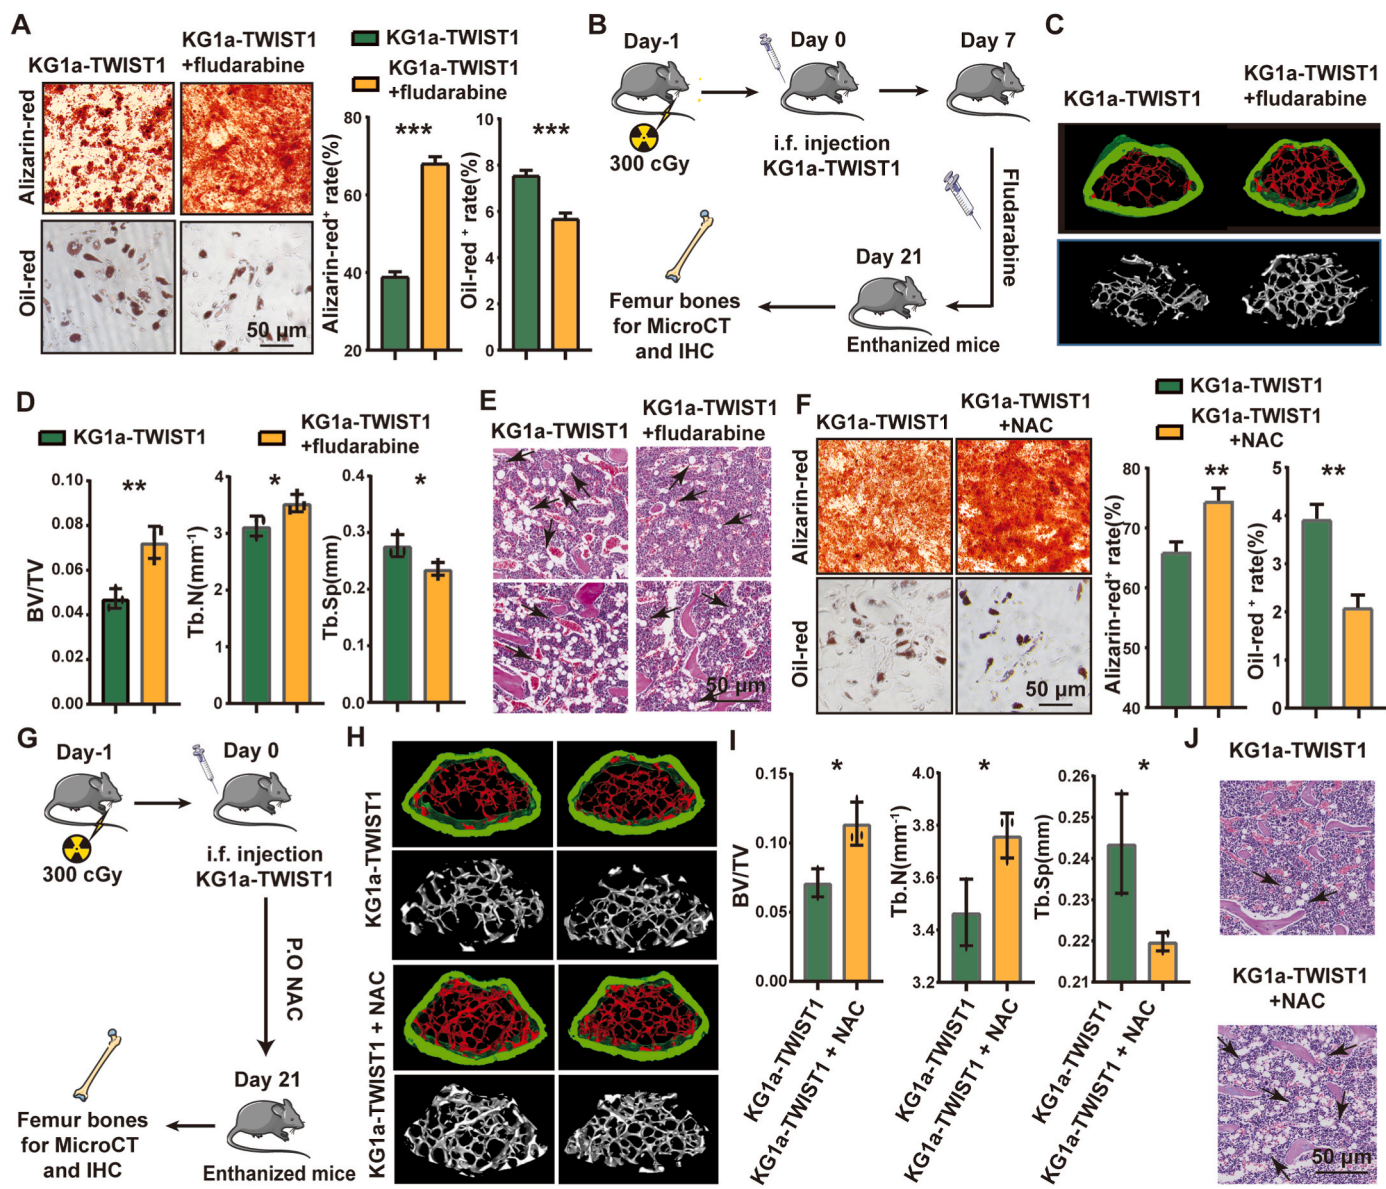 A
KG1a-TWIST1
KG1a-TWIST1
+fludarabine
Alizarin-red
Oil-red
50 μm
KG1a-TWIST1
KG1a-TWIST1
+fludarabine
Alizarin-red⁺ rate(%)
80
60
40
20
***
Oil-red ⁺ rate(%)
10
8
6
4
2
0
***
B
Day-1
Day 0
Day 7
300 cGy
i.f. injection
KG1a-TWIST1
Fludarabine
Day 21
Enthanized mice
Femur bones
for MicroCT
and IHC
C
KG1a-TWIST1
KG1a-TWIST1
+fludarabine
D
KG1a-TWIST1
KG1a-TWIST1
+fludarabine
BV/TV
0.10
0.08
0.06
0.04
0.02
0.00
**
Tb.N(mm⁻¹)
4
3
2
1
0
*
Tb.Sp(mm)
0.4
0.3
0.2
0.1
0.0
*
E
KG1a-TWIST1
KG1a-TWIST1
+fludarabine
50 μm
F
KG1a-TWIST1
KG1a-TWIST1
+NAC
Alizarin-red
Oil-red
50 μm
KG1a-TWIST1
KG1a-TWIST1
+NAC
Alizarin-red⁺ rate(%)
80
70
60
50
40
**
Oil-red ⁺ rate(%)
5
4
3
2
1
0
**
G
Day-1
Day 0
300 cGy
i.f. injection
KG1a-TWIST1
P.O NAC
Day 21
Enthanized mice
Femur bones
for MicroCT
and IHC
H
KG1a-TWIST1
KG1a-TWIST1 + NAC
I
BV/TV
0.15
0.10
0.05
0.00
*
KG1a-TWIST1
KG1a-TWIST1 + NAC
Tb.N(mm⁻¹)
4.0
3.8
3.6
3.4
3.2
*
KG1a-TWIST1
KG1a-TWIST1 + NAC
Tb.Sp(mm)
0.26
0.25
0.24
0.23
0.22
0.21
*
KG1a-TWIST1
KG1a-TWIST1 + NAC
J
KG1a-TWIST1
KG1a-TWIST1
+NAC
50 μm